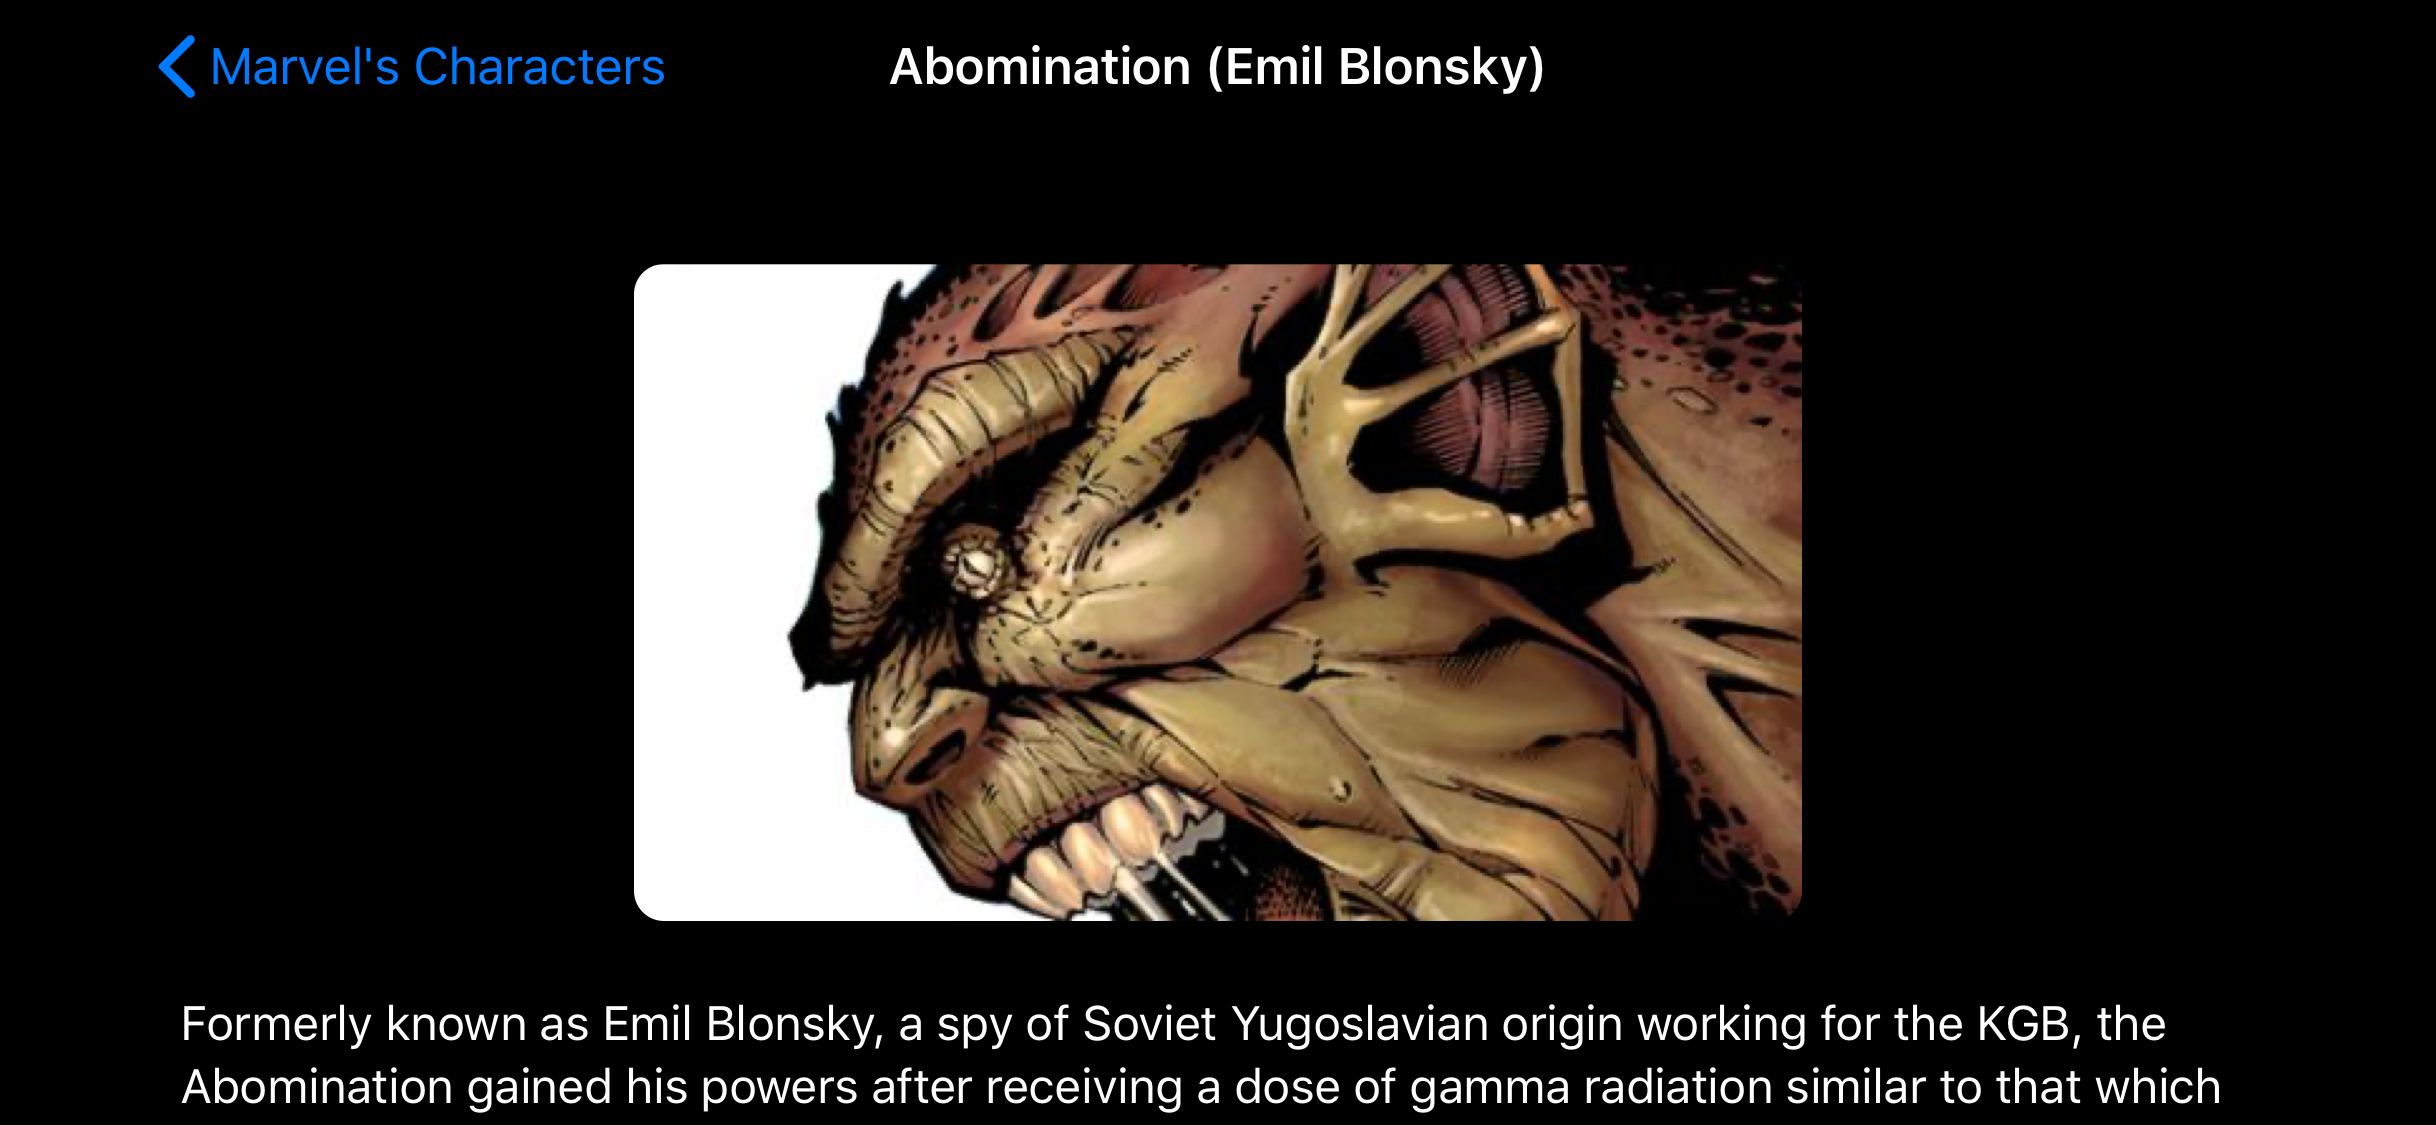 Marvel's Characters
Abomination (Emil Blonsky)
Formerly known as Emil Blonsky, a spy of Soviet Yugoslavian origin working for the KGB, the
Abomination gained his powers after receiving a dose of gamma radiation similar to that which